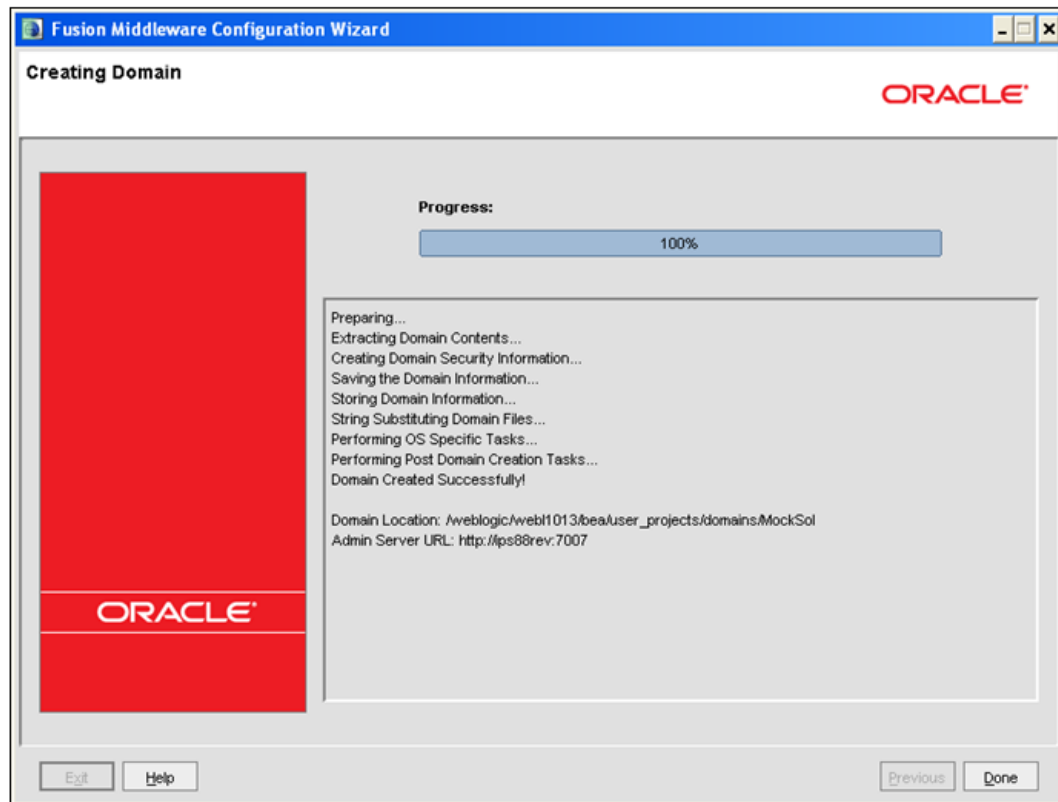 Fusion Middleware Configuration Wizard
Creating Domain
ORACLE
Progress:
100%
Preparing...
Extracting Domain Contents...
Creating Domain Security Information...
Saving the Domain Information...
Storing Domain Information...
String Substituting Domain Files...
Performing OS Specific Tasks...
Performing Post Domain Creation Tasks...
Domain Created Successfully!
Domain Location: /weblogic/webl1013/bea/user_projects/domains/MockSol
Admin Server URL: http://ips88rev:7007
ORACLE
Exit
Help
Previous
Done